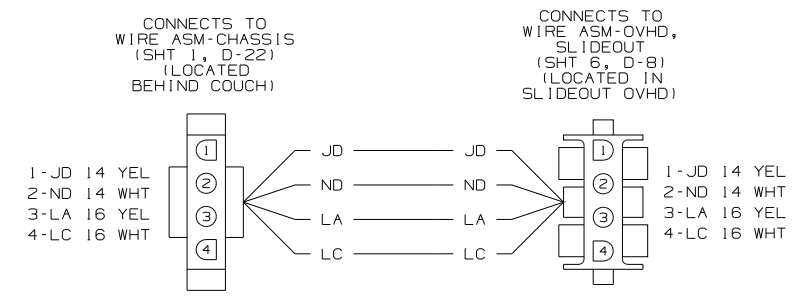 CONNECTS TO
WIRE ASM-CHASSIS
(SHT 1, D-22)
(LOCATED
BEHIND COUCH)
CONNECTS TO
WIRE ASM-OVHD,
SLIDEOUT
(SHT 6, D-8)
(LOCATED IN
SLIDEOUT OVHD)
1-JD 14 YEL
2-ND 14 WHT
3-LA 16 YEL
4-LC 16 WHT
1
2
3
4
JD JD
ND ND
LA LA
LC LC
1
2
3
4
1-JD 14 YEL
2-ND 14 WHT
3-LA 16 YEL
4-LC 16 WHT